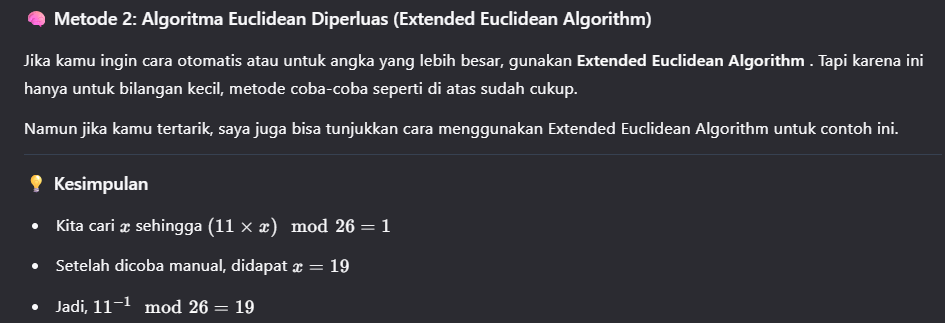 🧠 Metode 2: Algoritma Euclidean Diperluas (Extended Euclidean Algorithm)
Jika kamu ingin cara otomatis atau untuk angka yang lebih besar, gunakan Extended Euclidean Algorithm . Tapi karena ini
hanya untuk bilangan kecil, metode coba-coba seperti di atas sudah cukup.
Namun jika kamu tertarik, saya juga bisa tunjukkan cara menggunakan Extended Euclidean Algorithm untuk contoh ini.
💡 Kesimpulan
• Kita cari x sehingga (11 × x) mod 26 = 1
• Setelah dicoba manual, didapat x = 19
• Jadi, 11⁻¹ mod 26 = 19